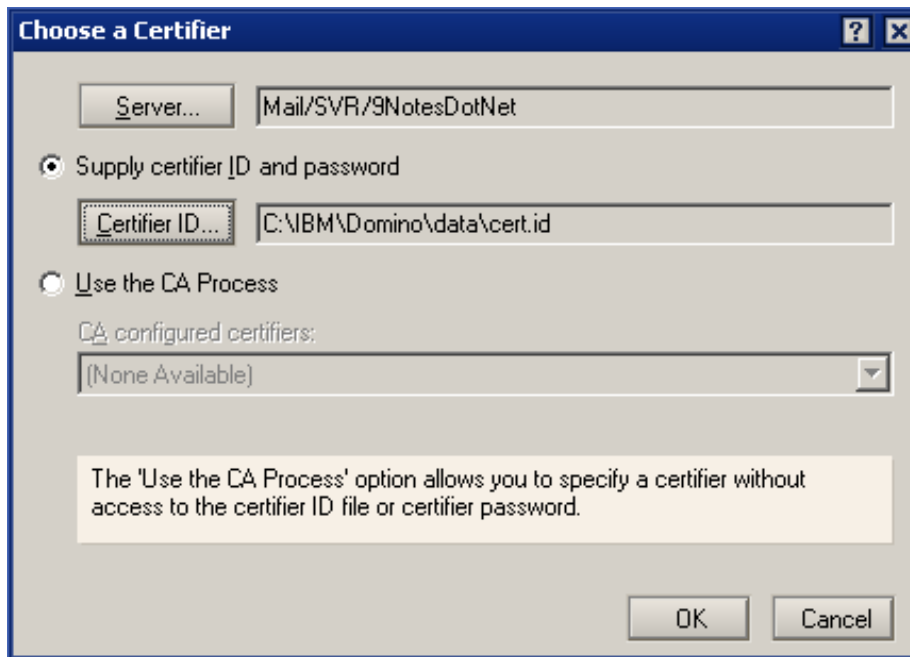 Choose a Certifier
Server...
Mail/SVR/9NotesDotNet
Supply certifier ID and password
Certifier ID...
C:\IBM\Domino\data\cert.id
Use the CA Process
CA configured certifiers:
(None Available)
The 'Use the CA Process' option allows you to specify a certifier without
access to the certifier ID file or certifier password.
OK
Cancel